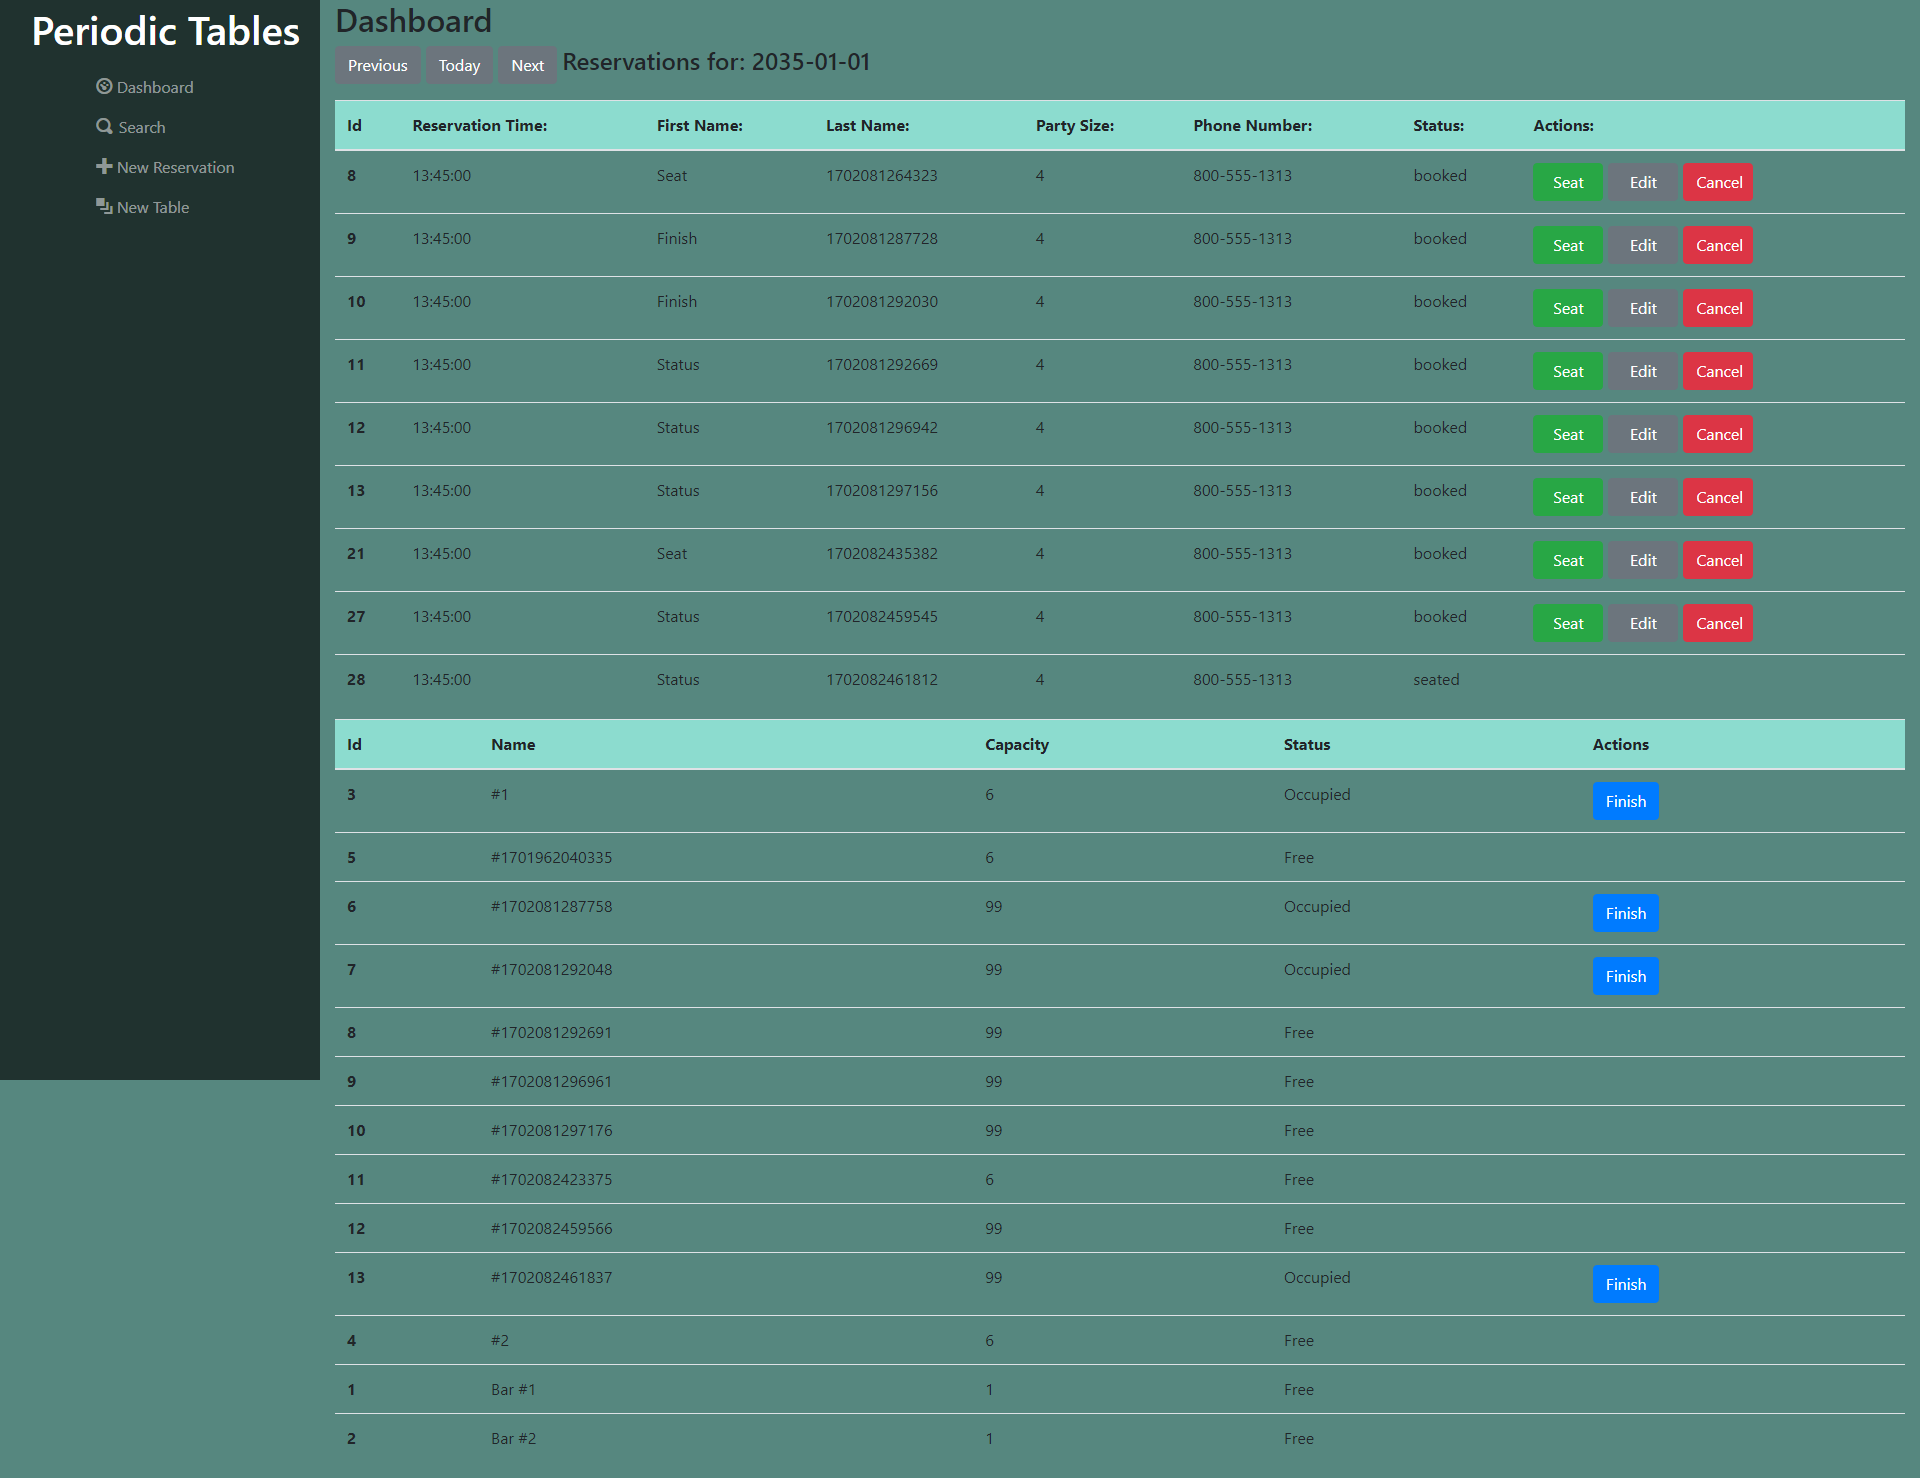 Periodic Tables
Dashboard
Search
New Reservation
New Table
Dashboard
Previous Today Next Reservations for: 2035-01-01
Id Reservation Time: First Name: Last Name: Party Size: Phone Number: Status: Actions:
8 13:45:00 Seat 1702081264323 4 800-555-1313 booked Seat Edit Cancel
9 13:45:00 Finish 1702081287728 4 800-555-1313 booked Seat Edit Cancel
10 13:45:00 Finish 1702081292030 4 800-555-1313 booked Seat Edit Cancel
11 13:45:00 Status 1702081292669 4 800-555-1313 booked Seat Edit Cancel
12 13:45:00 Status 1702081296942 4 800-555-1313 booked Seat Edit Cancel
13 13:45:00 Status 1702081297156 4 800-555-1313 booked Seat Edit Cancel
21 13:45:00 Seat 1702082435382 4 800-555-1313 booked Seat Edit Cancel
27 13:45:00 Status 1702082459545 4 800-555-1313 booked Seat Edit Cancel
28 13:45:00 Status 1702082461812 4 800-555-1313 seated
Id Name Capacity Status Actions
3 #1 6 Occupied Finish
5 #1701962040335 6 Free
6 #1702081287758 99 Occupied Finish
7 #1702081292048 99 Occupied Finish
8 #1702081292691 99 Free
9 #1702081296961 99 Free
10 #1702081297176 99 Free
11 #1702082423375 6 Free
12 #1702082459566 99 Free
13 #1702082461837 99 Occupied Finish
4 #2 6 Free
1 Bar #1 1 Free
2 Bar #2 1 Free